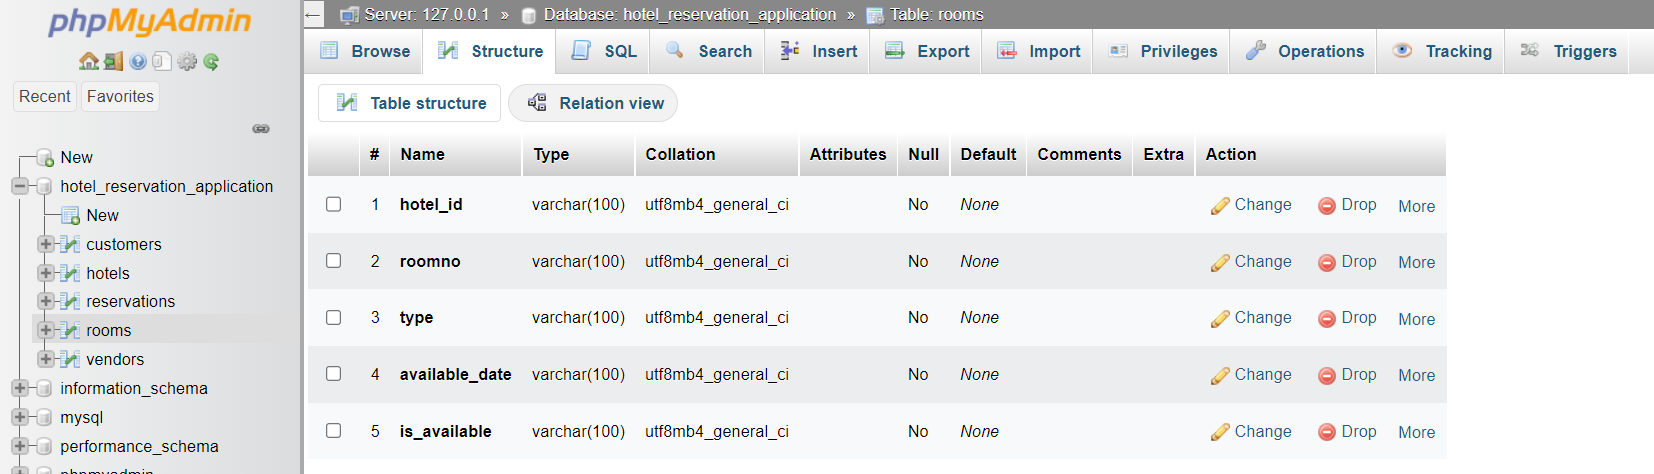 phpMyAdmin
Recent Favorites
New
hotel_reservation_application
New
customers
hotels
reservations
rooms
vendors
information_schema
mysql
performance_schema
phpmyadmin
Server: 127.0.0.1 » Database: hotel_reservation_application » Table: rooms
Browse Structure SQL Search Insert Export Import Privileges Operations Tracking Triggers
Table structure Relation view
# Name Type Collation Attributes Null Default Comments Extra Action
1 hotel_id varchar(100) utf8mb4_general_ci No None Change Drop More
2 roomno varchar(100) utf8mb4_general_ci No None Change Drop More
3 type varchar(100) utf8mb4_general_ci No None Change Drop More
4 available_date varchar(100) utf8mb4_general_ci No None Change Drop More
5 is_available varchar(100) utf8mb4_general_ci No None Change Drop More